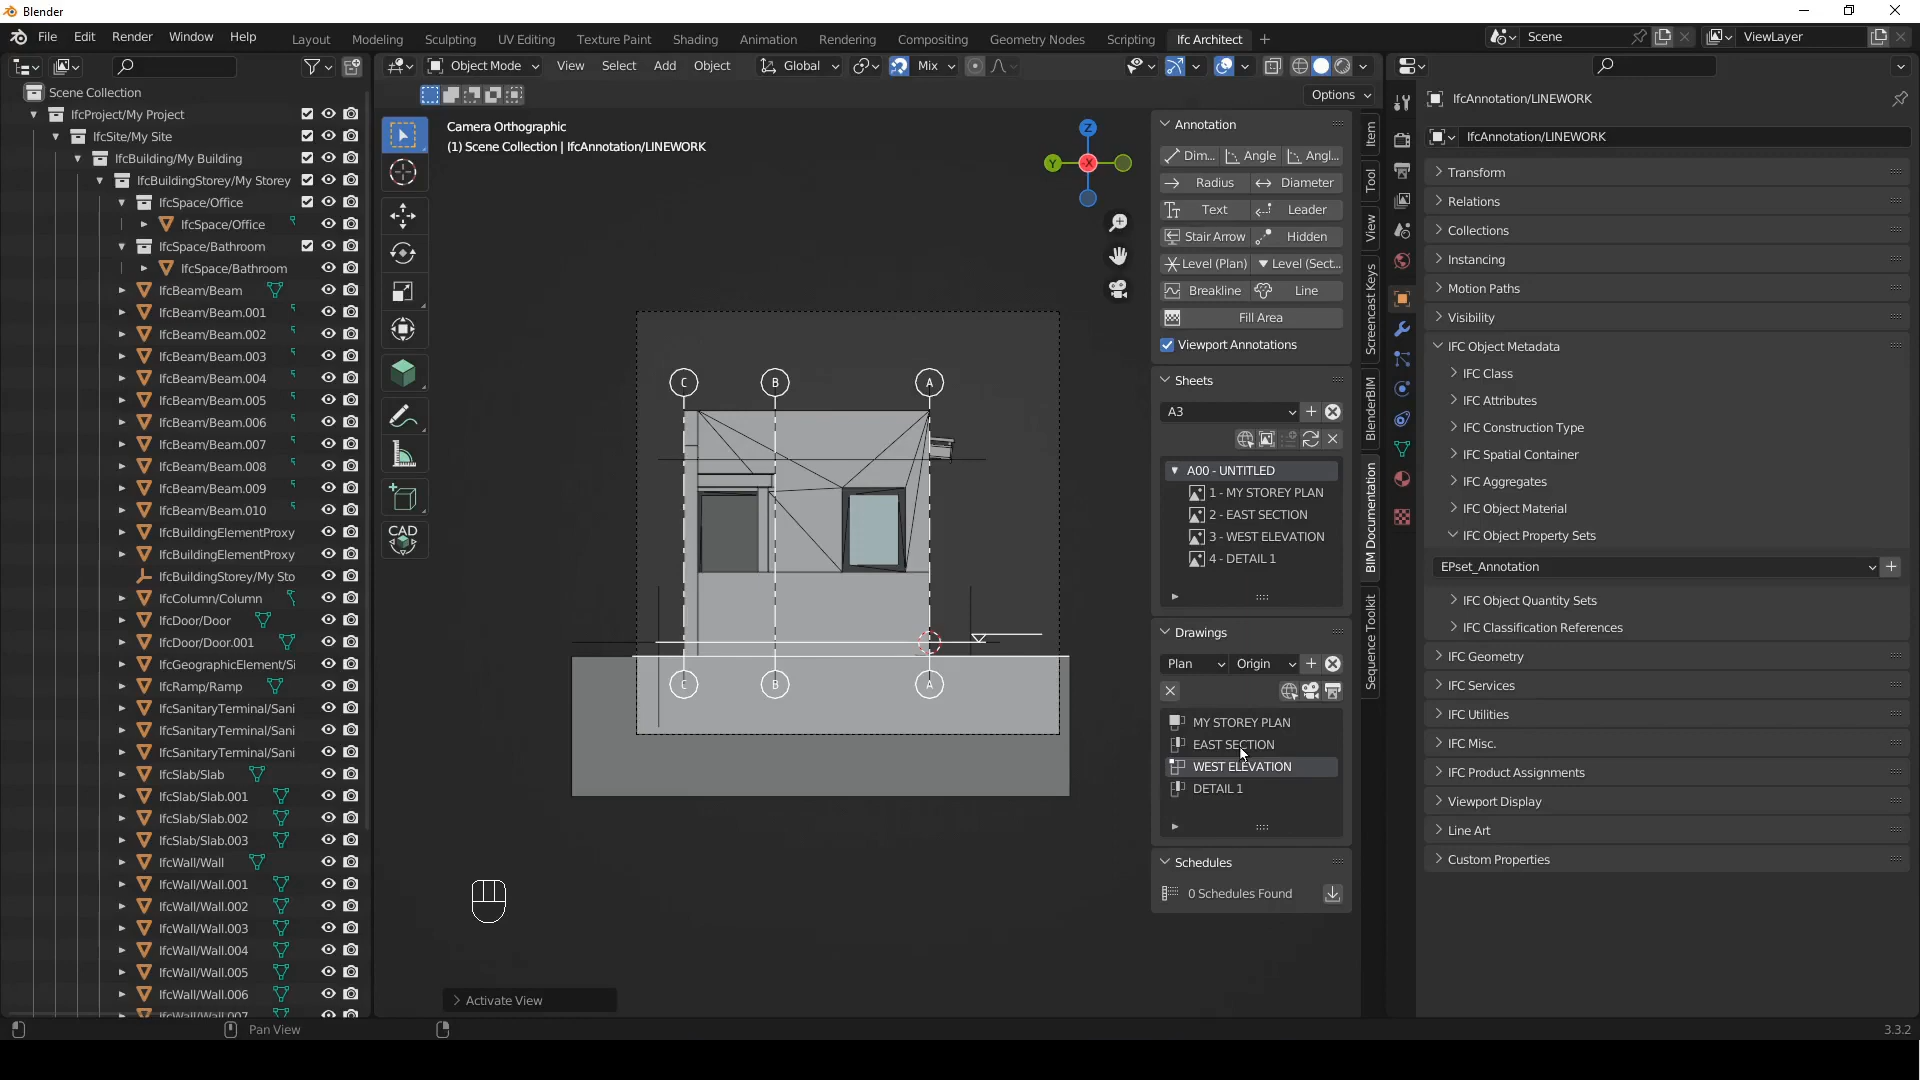 Blender
File Edit Render Window Help
Layout Modeling Sculpting UV Editing Texture Paint Shading Animation Rendering Compositing Geometry Nodes Scripting Ifc Architect
Scene
ViewLayer
Object Mode View Select Add Object Global Mix
Options
Scene Collection
IfcProject/My Project
IfcSite/My Site
IfcBuilding/My Building
IfcBuildingStorey/My Storey
IfcSpace/Office
IfcSpace/Office
IfcSpace/Bathroom
IfcSpace/Bathroom
IfcBeam/Beam
IfcBeam/Beam.001
IfcBeam/Beam.002
IfcBeam/Beam.003
IfcBeam/Beam.004
IfcBeam/Beam.005
IfcBeam/Beam.006
IfcBeam/Beam.007
IfcBeam/Beam.008
IfcBeam/Beam.009
IfcBeam/Beam.010
IfcBuildingElementProxy
IfcBuildingElementProxy
IfcBuildingStorey/My Sto
IfcColumn/Column
IfcDoor/Door
IfcDoor/Door.001
IfcGeographicElement/Si
IfcRamp/Ramp
IfcSanitaryTerminal/Sani
IfcSanitaryTerminal/Sani
IfcSanitaryTerminal/Sani
IfcSlab/Slab
IfcSlab/Slab.001
IfcSlab/Slab.002
IfcSlab/Slab.003
IfcWall/Wall
IfcWall/Wall.001
IfcWall/Wall.002
IfcWall/Wall.003
IfcWall/Wall.004
IfcWall/Wall.005
IfcWall/Wall.006
IfcWall/Wall.007
CAD
Camera Orthographic
(1) Scene Collection | IfcAnnotation/LINEWORK
Z
Y
-X
C B A
C B A
Activate View
Annotation
Dim... Angle Angl...
Radius Diameter
Text Leader
Stair Arrow Hidden
Level (Plan) Level (Sect...
Breakline Line
Fill Area
Viewport Annotations
Sheets
A3
A00 - UNTITLED
1 - MY STOREY PLAN
2 - EAST SECTION
3 - WEST ELEVATION
4 - DETAIL 1
Drawings
Plan Origin
MY STOREY PLAN
EAST SECTION
WEST ELEVATION
DETAIL 1
Schedules
0 Schedules Found
Item
Tool
View
Screencast Keys
BlenderBIM
BIM Documentation
Sequence Toolkit
IfcAnnotation/LINEWORK
IfcAnnotation/LINEWORK
Transform
Relations
Collections
Instancing
Motion Paths
Visibility
IFC Object Metadata
IFC Class
IFC Attributes
IFC Construction Type
IFC Spatial Container
IFC Aggregates
IFC Object Material
IFC Object Property Sets
EPset_Annotation
IFC Object Quantity Sets
IFC Classification References
IFC Geometry
IFC Services
IFC Utilities
IFC Misc.
IFC Product Assignments
Viewport Display
Line Art
Custom Properties
Pan View
3.3.2